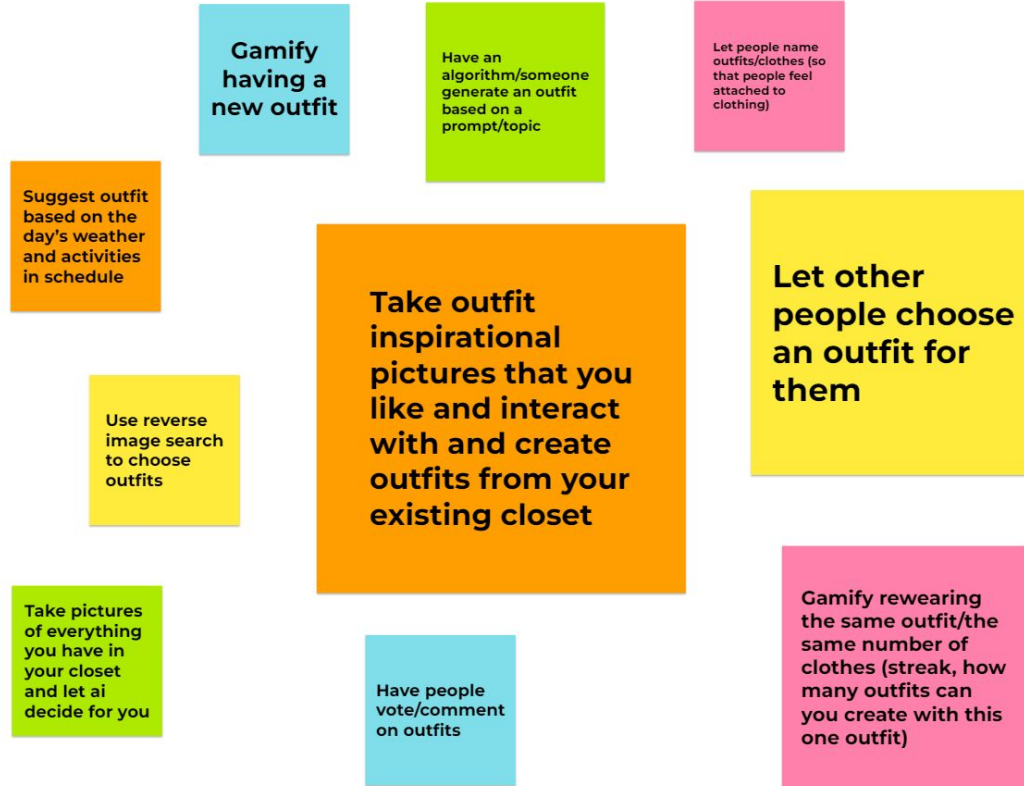 Gamify
having a
new outfit
Have an
algorithm/someone
generate an outfit
based on a
prompt/topic
Let people name
outfits/clothes (so
that people feel
attached to
clothing)
Suggest outfit
based on the
day’s weather
and activities
in schedule
Take outfit
inspirational
pictures that you
like and interact
with and create
outfits from your
existing closet
Let other
people choose
an outfit for
them
Use reverse
image search
to choose
outfits
Take pictures
of everything
you have in
your closet
and let ai
decide for you
Have people
vote/comment
on outfits
Gamify rewearing
the same outfit/the
same number of
clothes (streak, how
many outfits can
you create with this
one outfit)